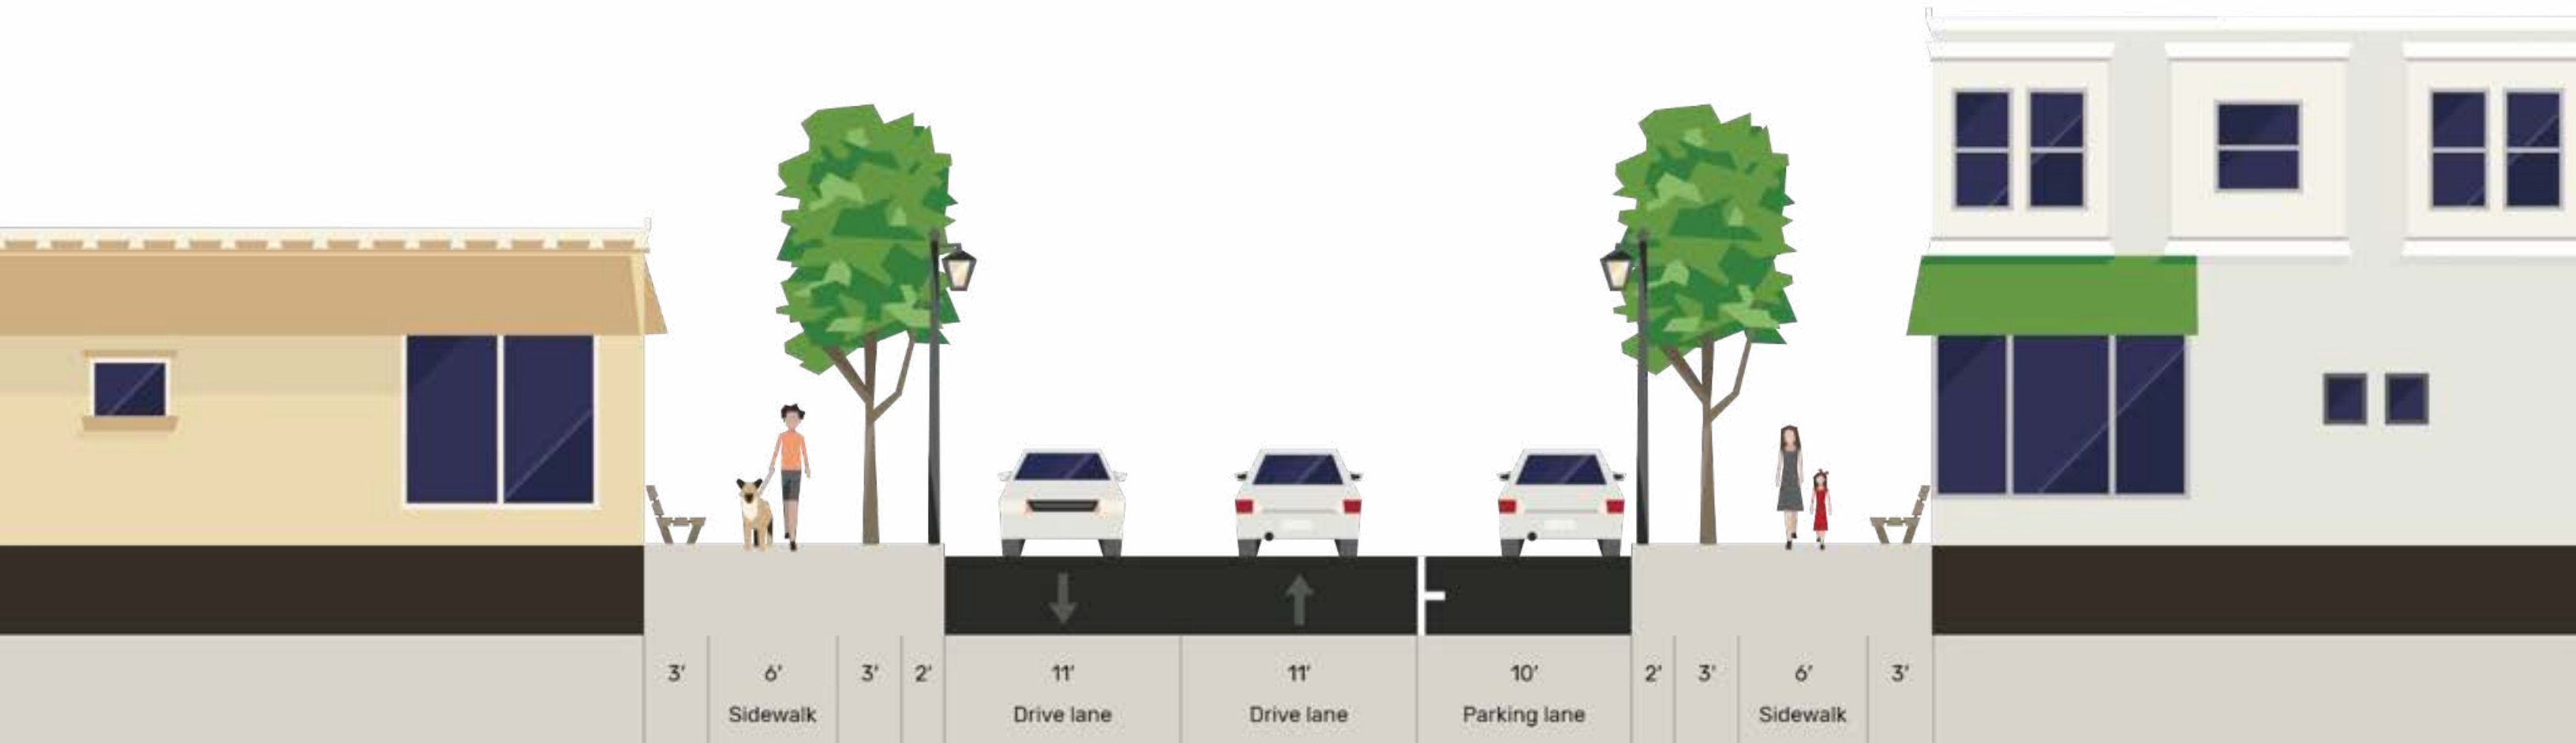 3' 6' 3' 2' 11' 11' 10' 2' 3' 6' 3'
Sidewalk Drive lane Drive lane Parking lane Sidewalk